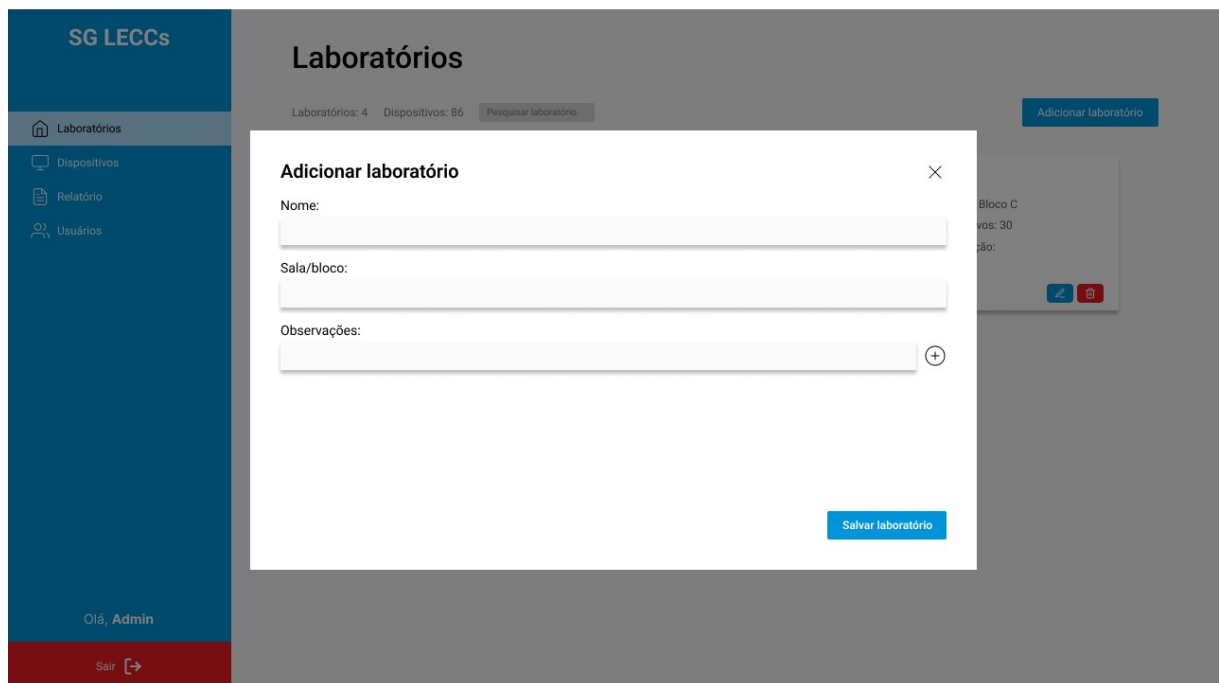 SG LECCs
Laboratórios
Dispositivos
Relatório
Usuários
Olá, Admin
Sair
Laboratórios
Laboratórios: 4 Dispositivos: 86 Pesquisar laboratório
Adicionar laboratório
Adicionar laboratório
Nome:
Sala/bloco:
Observações:
Salvar laboratório
Bloco C
vos: 30
ção: